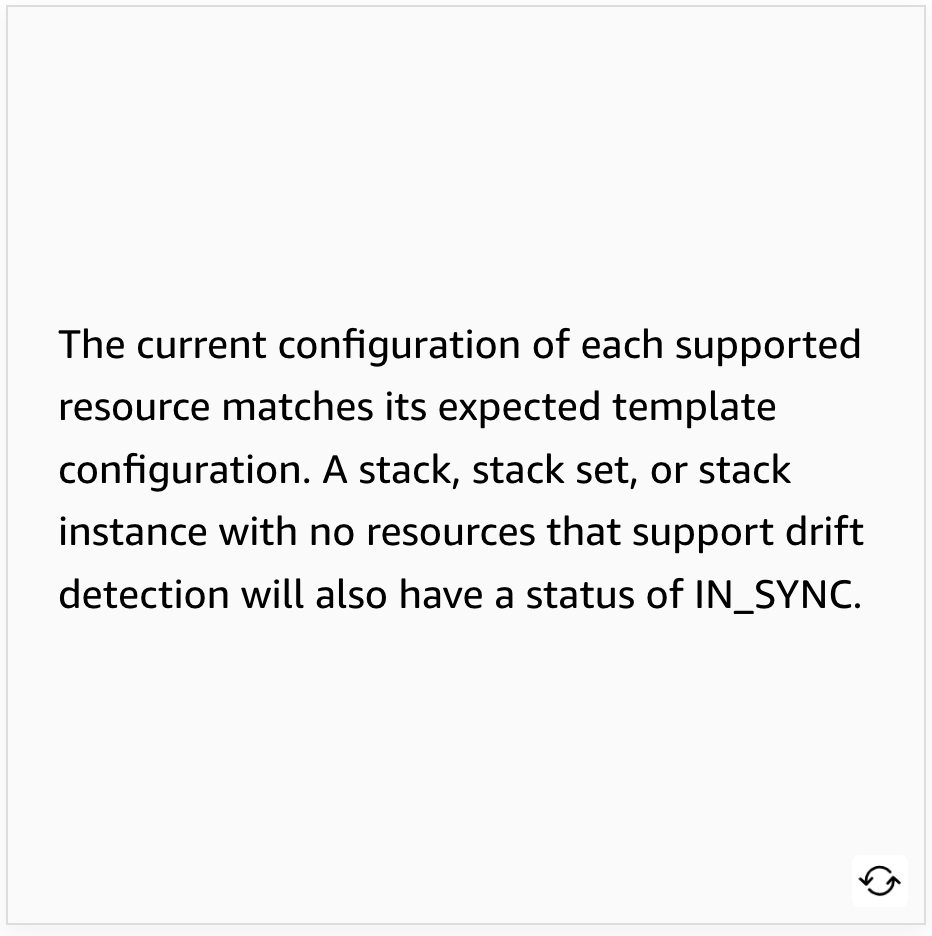 The current configuration of each supported
resource matches its expected template
configuration. A stack, stack set, or stack
instance with no resources that support drift
detection will also have a status of IN_SYNC.